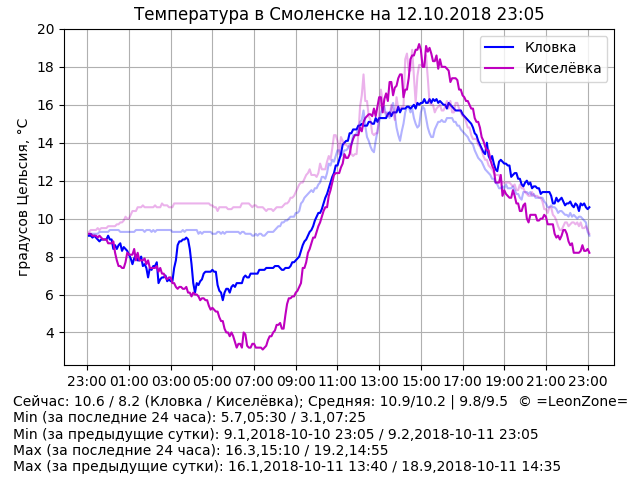 Температура в Смоленске на 12.10.2018 23:05
градусов Цельсия, °C
20
18
16
14
12
10
8
6
4
Кловка
Киселёвка
23:00 01:00 03:00 05:00 07:00 09:00 11:00 13:00 15:00 17:00 19:00 21:00 23:00
Сейчас: 10.6 / 8.2 (Кловка / Киселёвка); Средняя: 10.9/10.2 | 9.8/9.5 © =LeonZone=
Min (за последние 24 часа): 5.7,05:30 / 3.1,07:25
Min (за предыдущие сутки): 9.1,2018-10-10 23:05 / 9.2,2018-10-11 23:05
Max (за последние 24 часа): 16.3,15:10 / 19.2,14:55
Max (за предыдущие сутки): 16.1,2018-10-11 13:40 / 18.9,2018-10-11 14:35